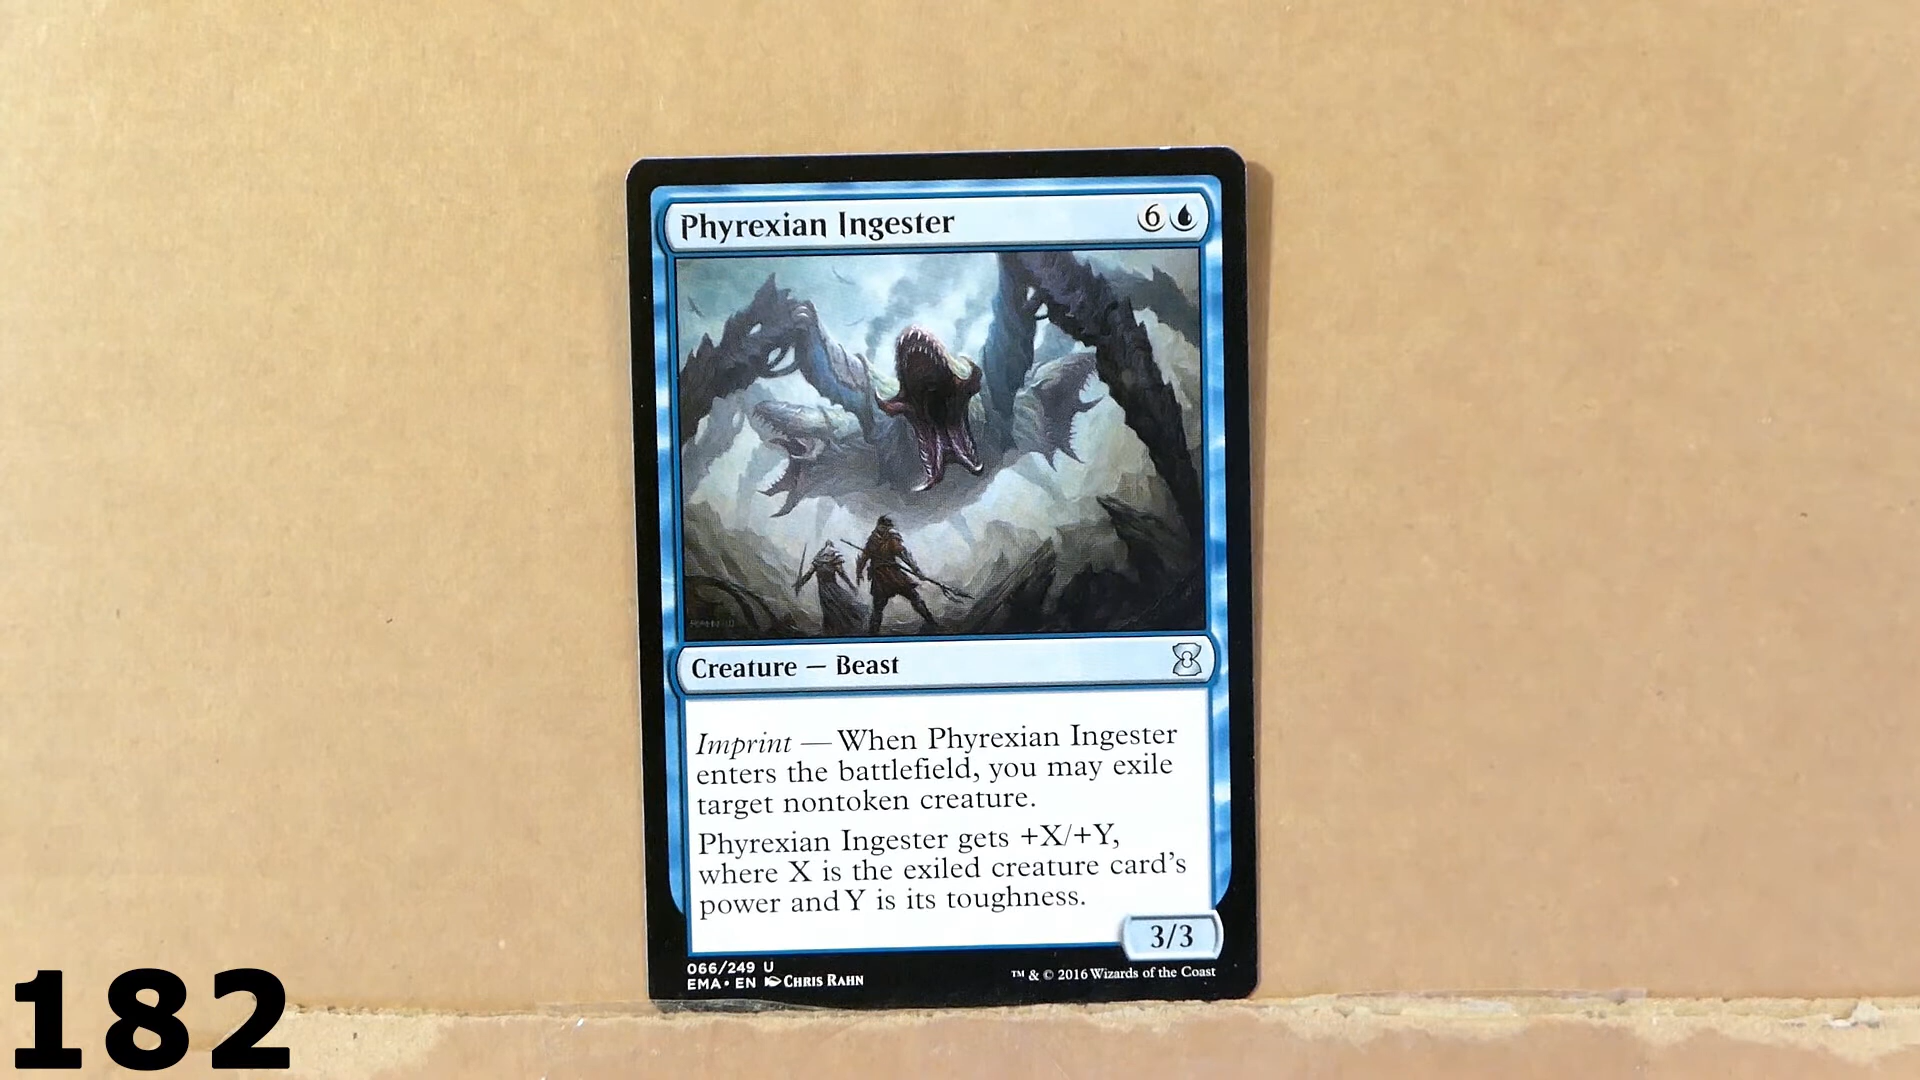 Phyrexian Ingester
6
Creature — Beast
Imprint — When Phyrexian Ingester
enters the battlefield, you may exile
target nontoken creature.
Phyrexian Ingester gets +X/+Y,
where X is the exiled creature card's
power and Y is its toughness.
3/3
066/249 U
EMA • EN Chris Rahn
™ & © 2016 Wizards of the Coast
182